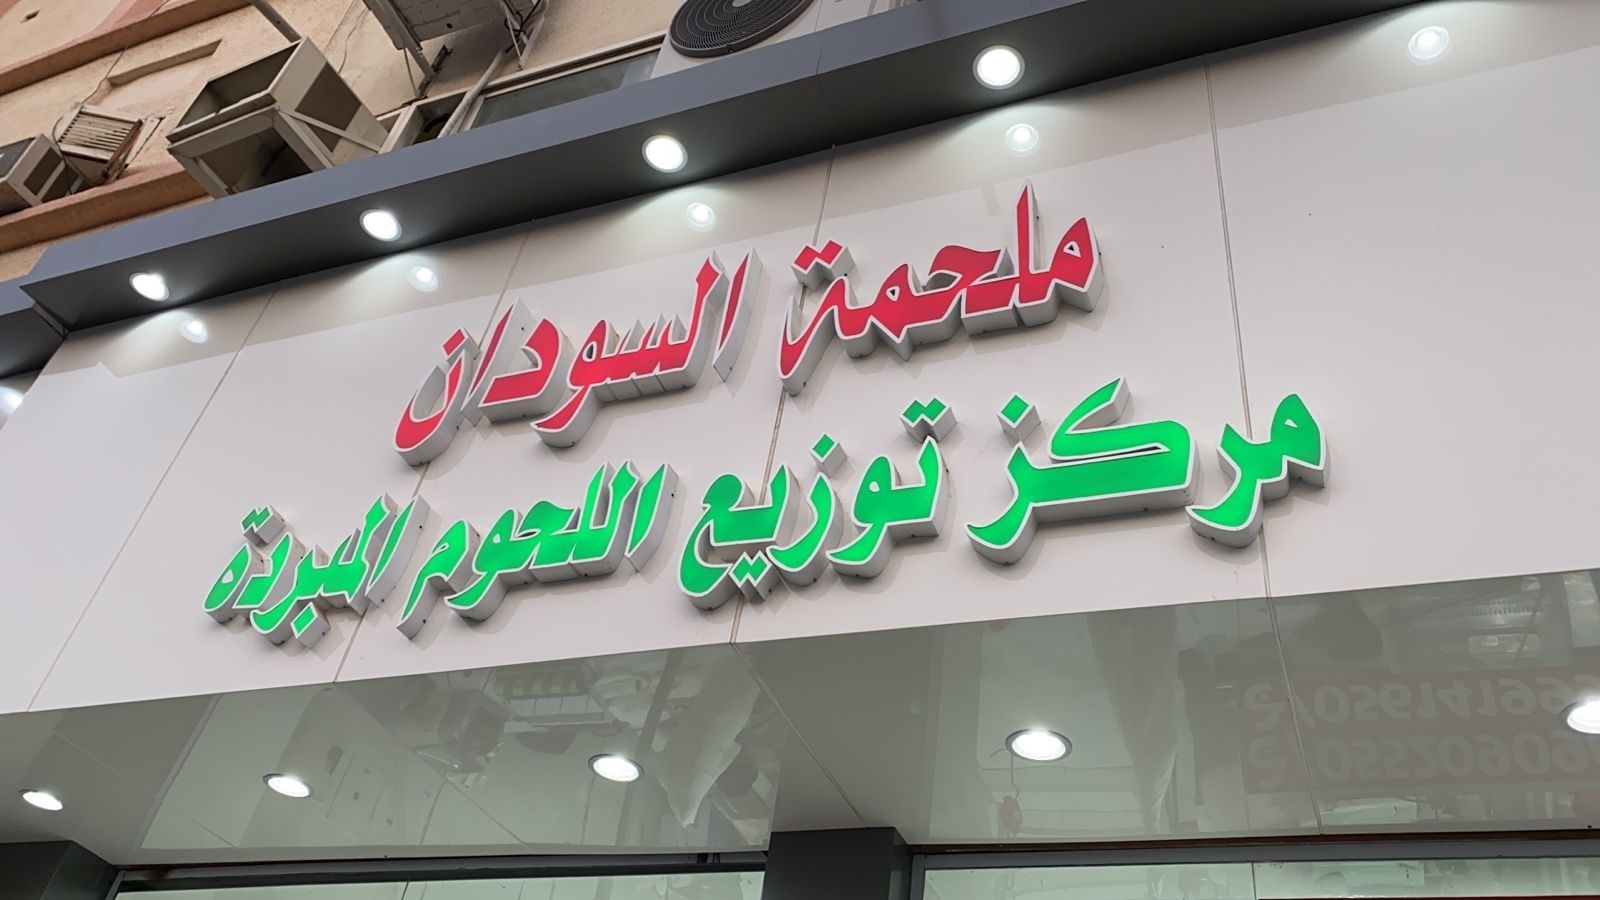 ملحمة السودان
مركز توزيع اللحوم المبردة